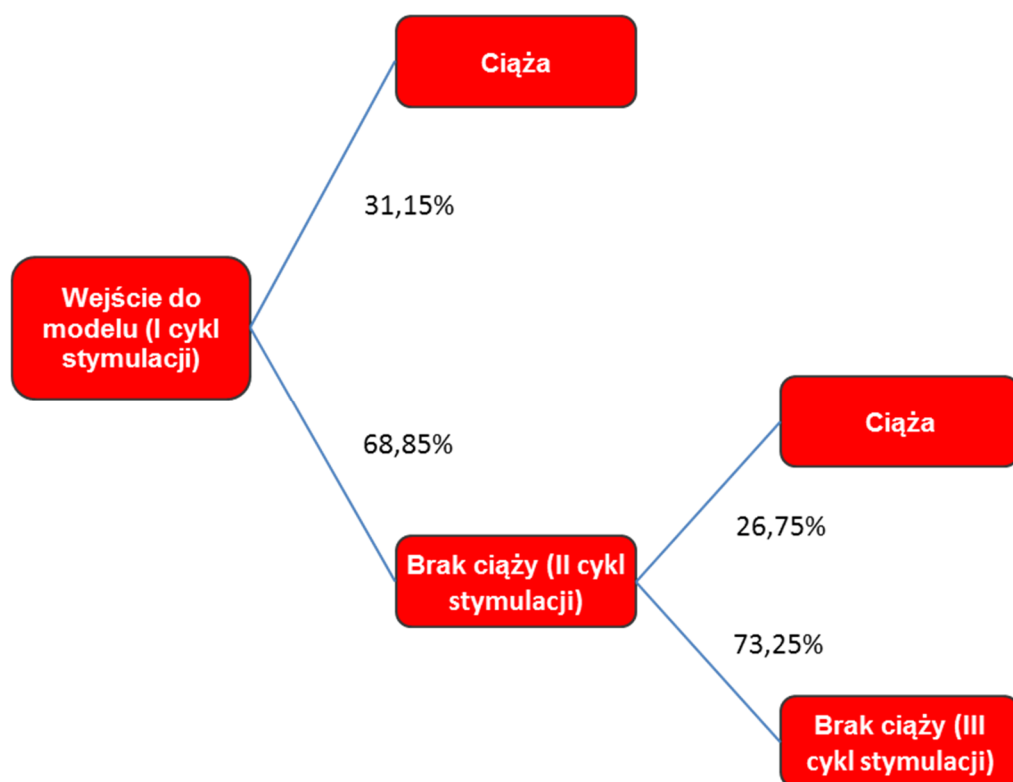 Ciąża
31,15%
Wejście do
modelu (I cykl
stymulacji)
68,85%
Ciąża
26,75%
Brak ciąży (II cykl
stymulacji)
73,25%
Brak ciąży (III
cykl stymulacji)